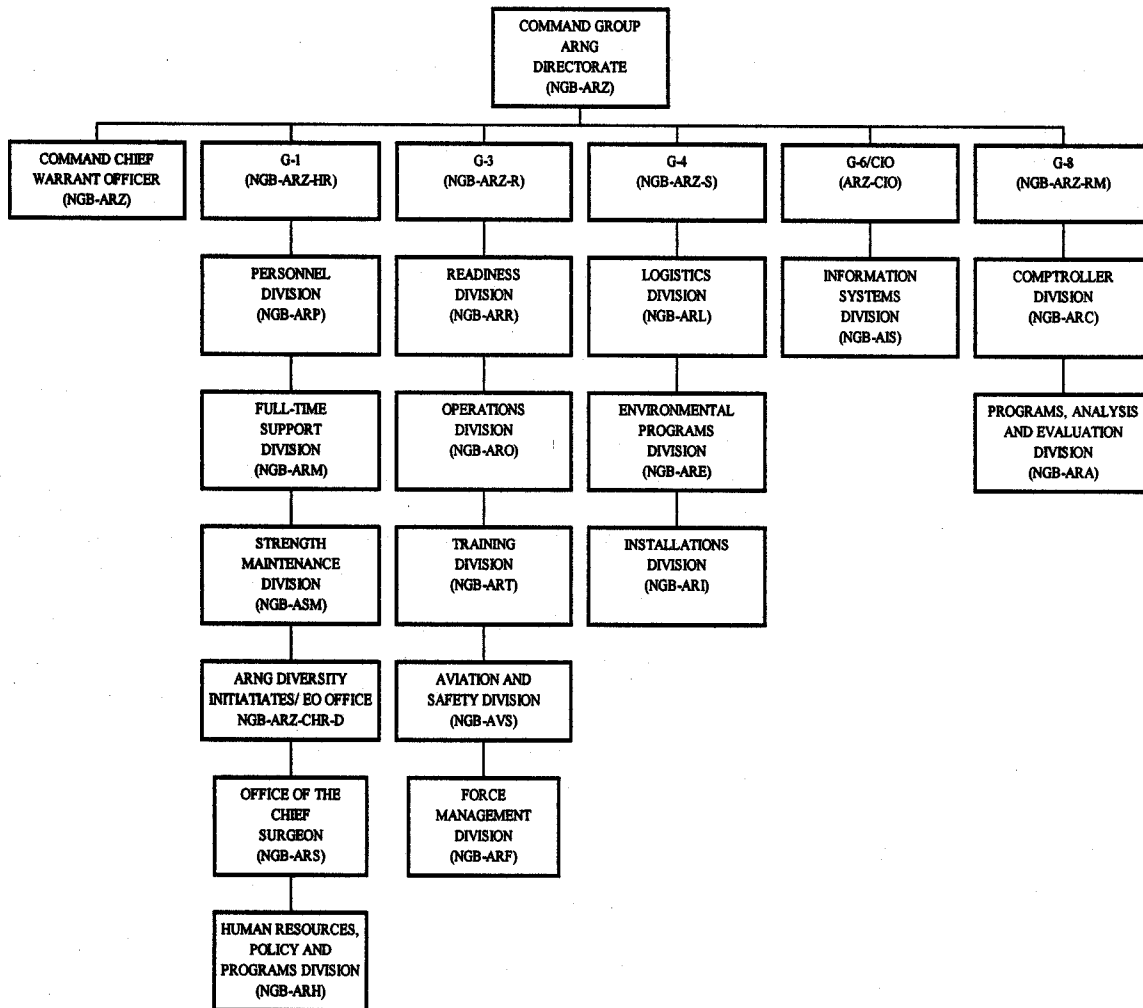 COMMAND GROUP
ARNG
DIRECTORATE
(NGB-ARZ)
COMMAND CHIEF
WARRANT OFFICER
(NGB-ARZ)
G-1
(NGB-ARZ-HR)
G-3
(NGB-ARZ-R)
G-4
(NGB-ARZ-S)
G-6/CIO
(ARZ-CIO)
G-8
(NGB-ARZ-RM)
PERSONNEL
DIVISION
(NGB-ARP)
READINESS
DIVISION
(NGB-ARR)
LOGISTICS
DIVISION
(NGB-ARL)
INFORMATION
SYSTEMS
DIVISION
(NGB-AIS)
COMPTROLLER
DIVISION
(NGB-ARC)
FULL-TIME
SUPPORT
DIVISION
(NGB-ARM)
OPERATIONS
DIVISION
(NGB-ARO)
ENVIRONMENTAL
PROGRAMS
DIVISION
(NGB-ARE)
PROGRAMS, ANALYSIS
AND EVALUATION
DIVISION
(NGB-ARA)
STRENGTH
MAINTENANCE
DIVISION
(NGB-ASM)
TRAINING
DIVISION
(NGB-ART)
INSTALLATIONS
DIVISION
(NGB-ARI)
ARNG DIVERSITY
INITIATIATES/ EO OFFICE
NGB-ARZ-CHR-D
AVIATION AND
SAFETY DIVISION
(NGB-AVS)
OFFICE OF THE
CHIEF
SURGEON
(NGB-ARS)
FORCE
MANAGEMENT
DIVISION
(NGB-ARF)
HUMAN RESOURCES,
POLICY AND
PROGRAMS DIVISION
(NGB-ARH)